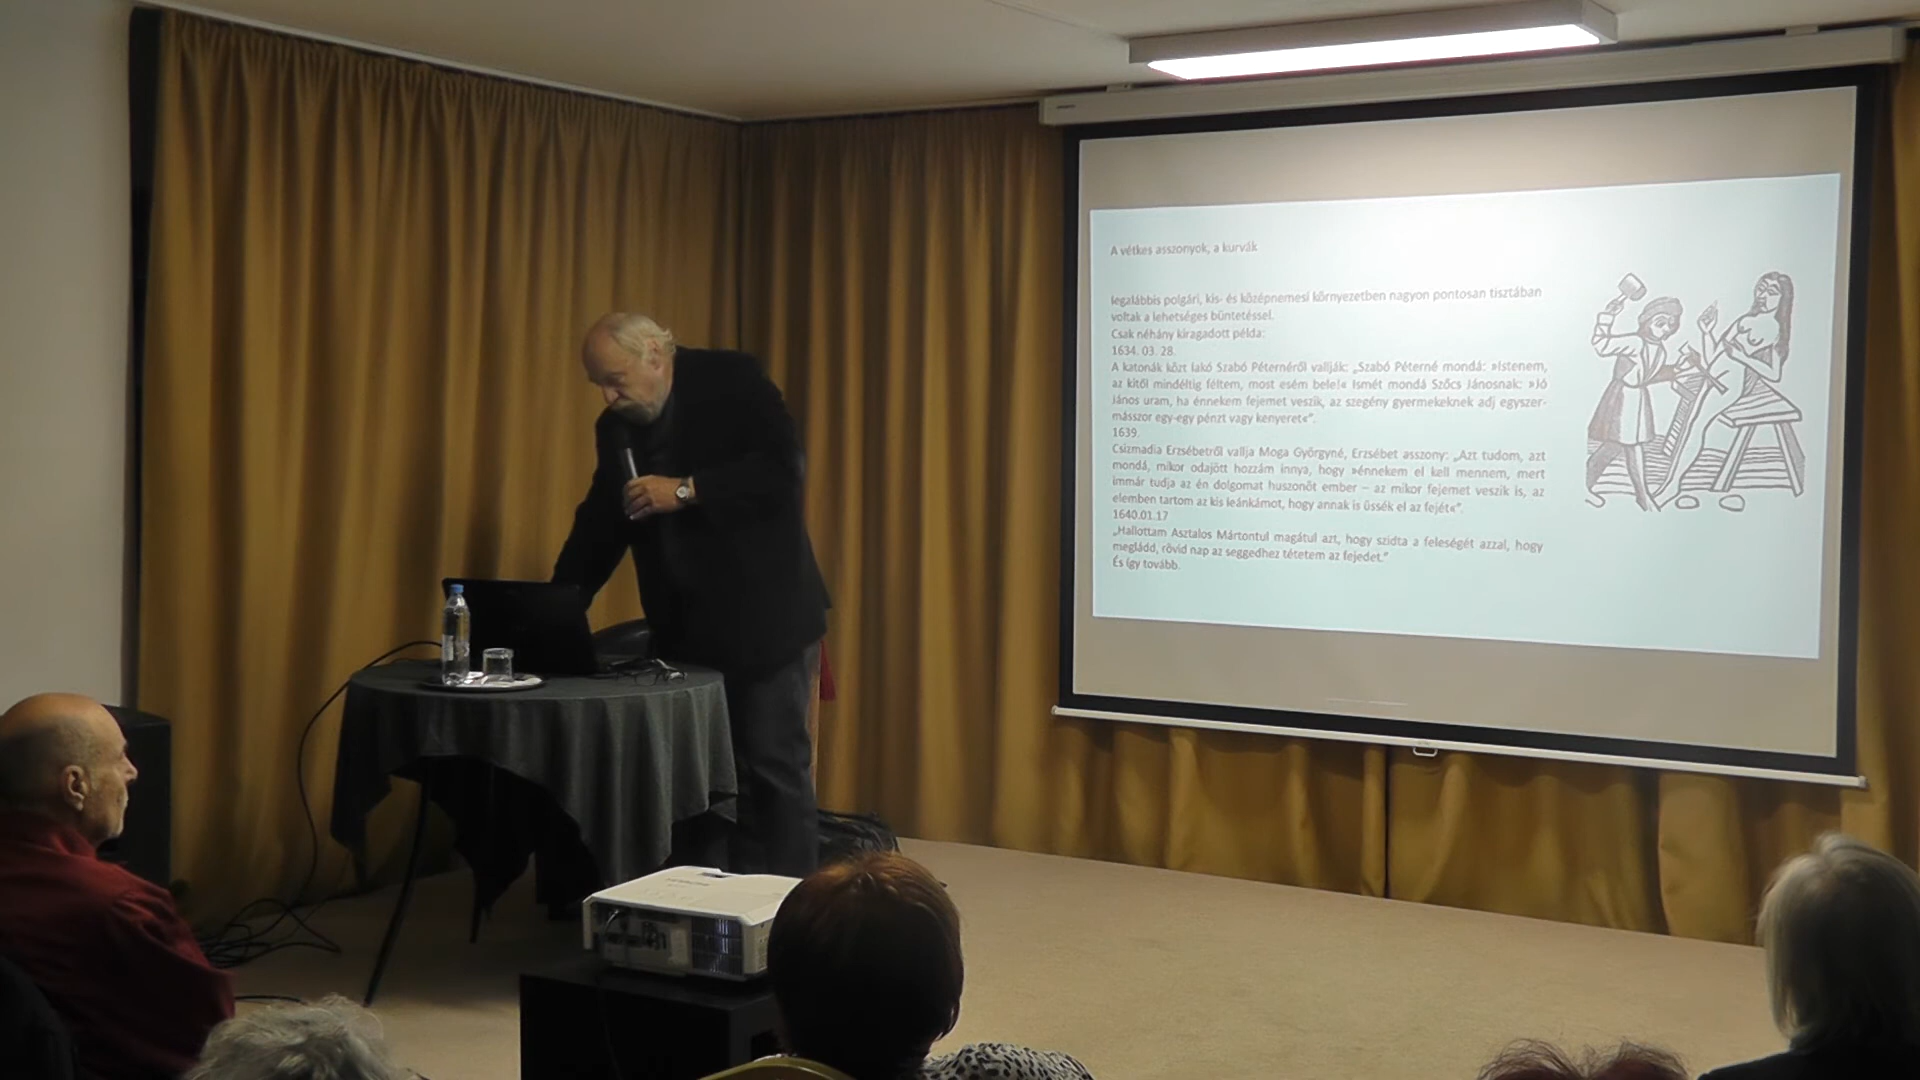 A vétkes asszonyok, a kurvák
legalábbis polgári, kis- és középnemesi környezetben nagyon pontosan tisztában
voltak a lehetséges büntetéssel.
Csak néhány kiragadott példa:
1634. 03. 28.
A katonák közt lakó Szabó Péternéről vallják: „Szabó Péterné mondá: »Istenem,
az kitől mindéltig féltem, most esém bele!« Ismét mondá Szőcs Jánosnak: »Jó
János uram, ha énnekem fejemet veszik, az szegény gyermekeknek adj egyszer-
másszor egy-egy pénzt vagy kenyeret«”.
1639.
Csizmadia Erzsébetről vallja Moga Györgyné, Erzsébet asszony: „Azt tudom, azt
mondá, mikor odajött hozzám innya, hogy »énnekem el kell mennem, mert
immár tudja az én dolgomat huszonöt ember – az mikor fejemet veszik is, az
elemben tartom az kis leánkámot, hogy annak is üssék el az fejét«”.
1640.01.17
„Hallottam Asztalos Mártontul magátul azt, hogy szidta a feleségét azzal, hogy
megládd, rövid nap az seggedhez tétetem az fejedet.”
És így tovább.